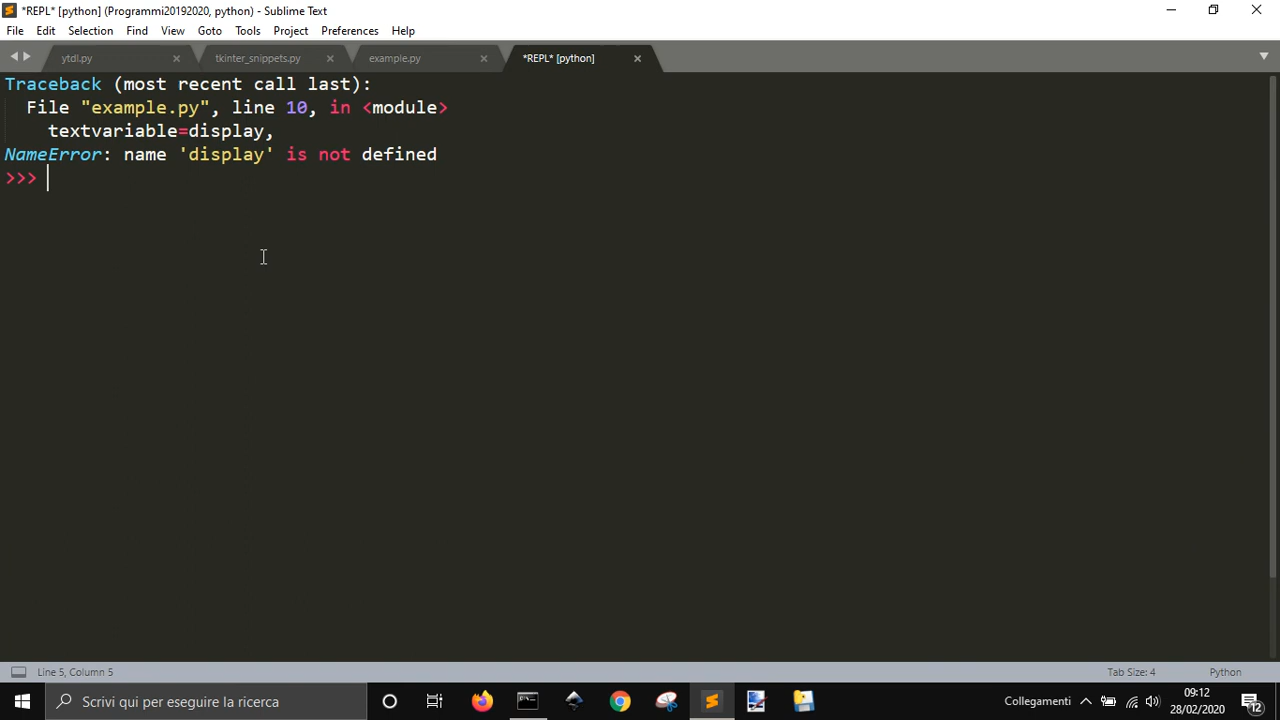 *REPL* [python] (Programmi20192020, python) - Sublime Text
File Edit Selection Find View Goto Tools Project Preferences Help
ytdl.py × tkinter_snippets.py × example.py × *REPL* [python] ×
Traceback (most recent call last):
File "example.py", line 10, in <module>
textvariable=display,
NameError: name 'display' is not defined
>>>
Line 5, Column 5 Tab Size: 4 Python
Scrivi qui per eseguire la ricerca
Collegamenti
09:12
28/02/2020
12